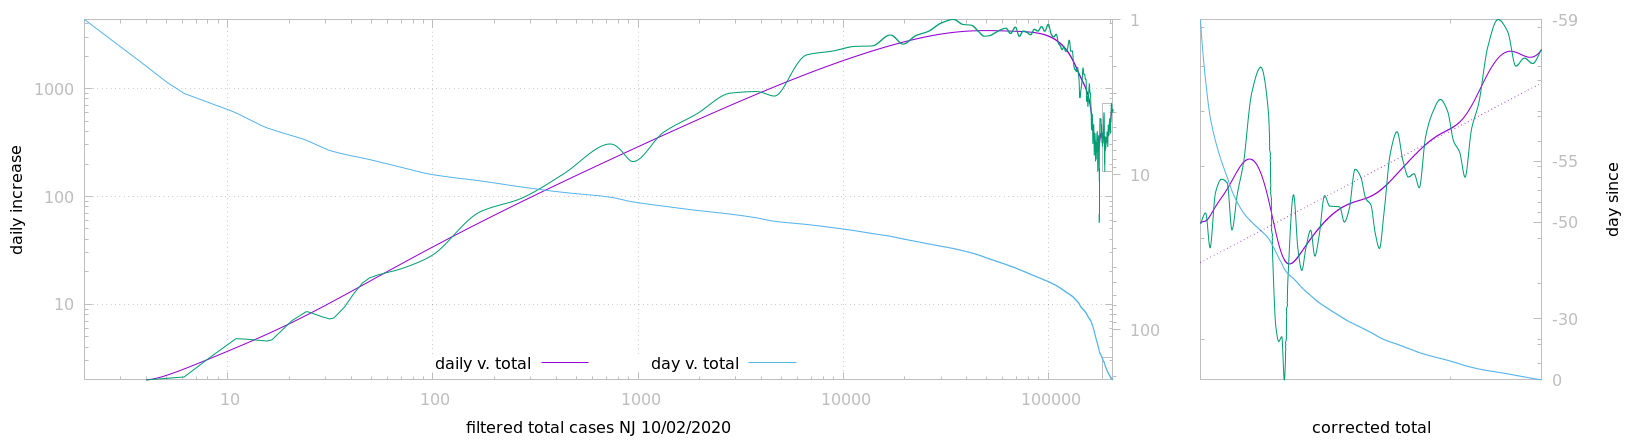 1
-59
1000
daily increase
-55
10
100
-50
day since
10
-30
100
daily v. total
day v. total
0
10
100
1000
10000
100000
filtered total cases NJ 10/02/2020
corrected total